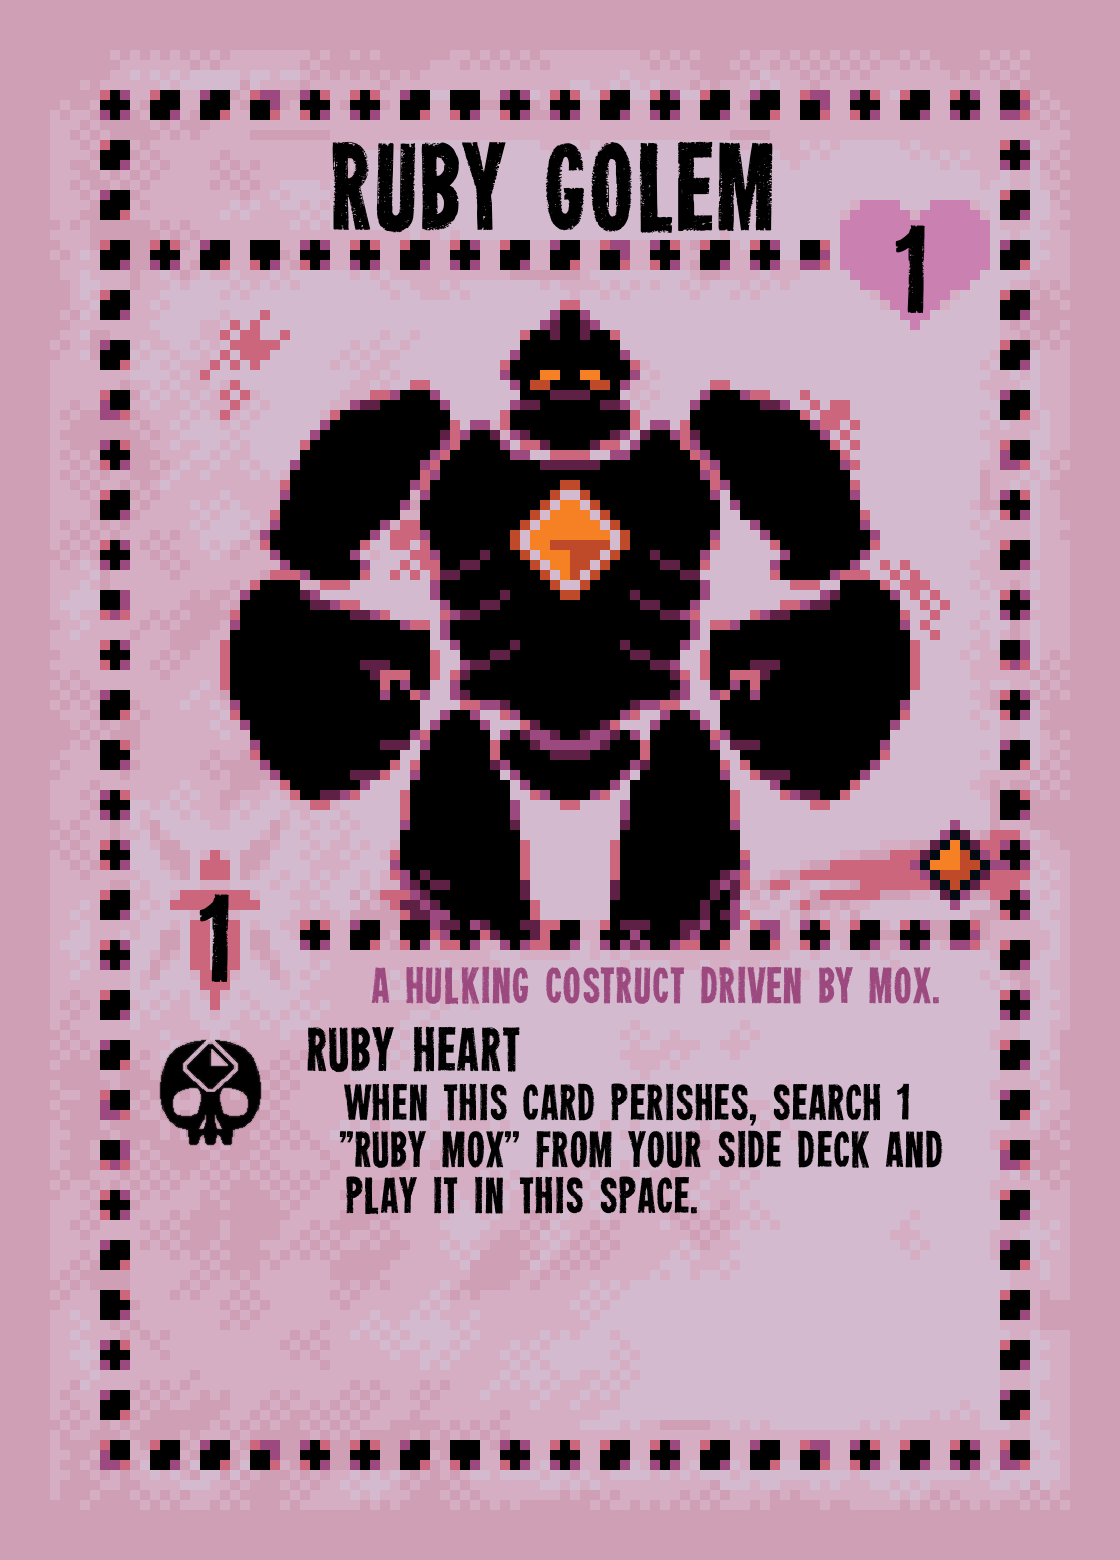 RUBY GOLEM
1
1
A HULKING COSTRUCT DRIVEN BY MOX.
RUBY HEART
WHEN THIS CARD PERISHES, SEARCH 1
"RUBY MOX" FROM YOUR SIDE DECK AND
PLAY IT IN THIS SPACE.